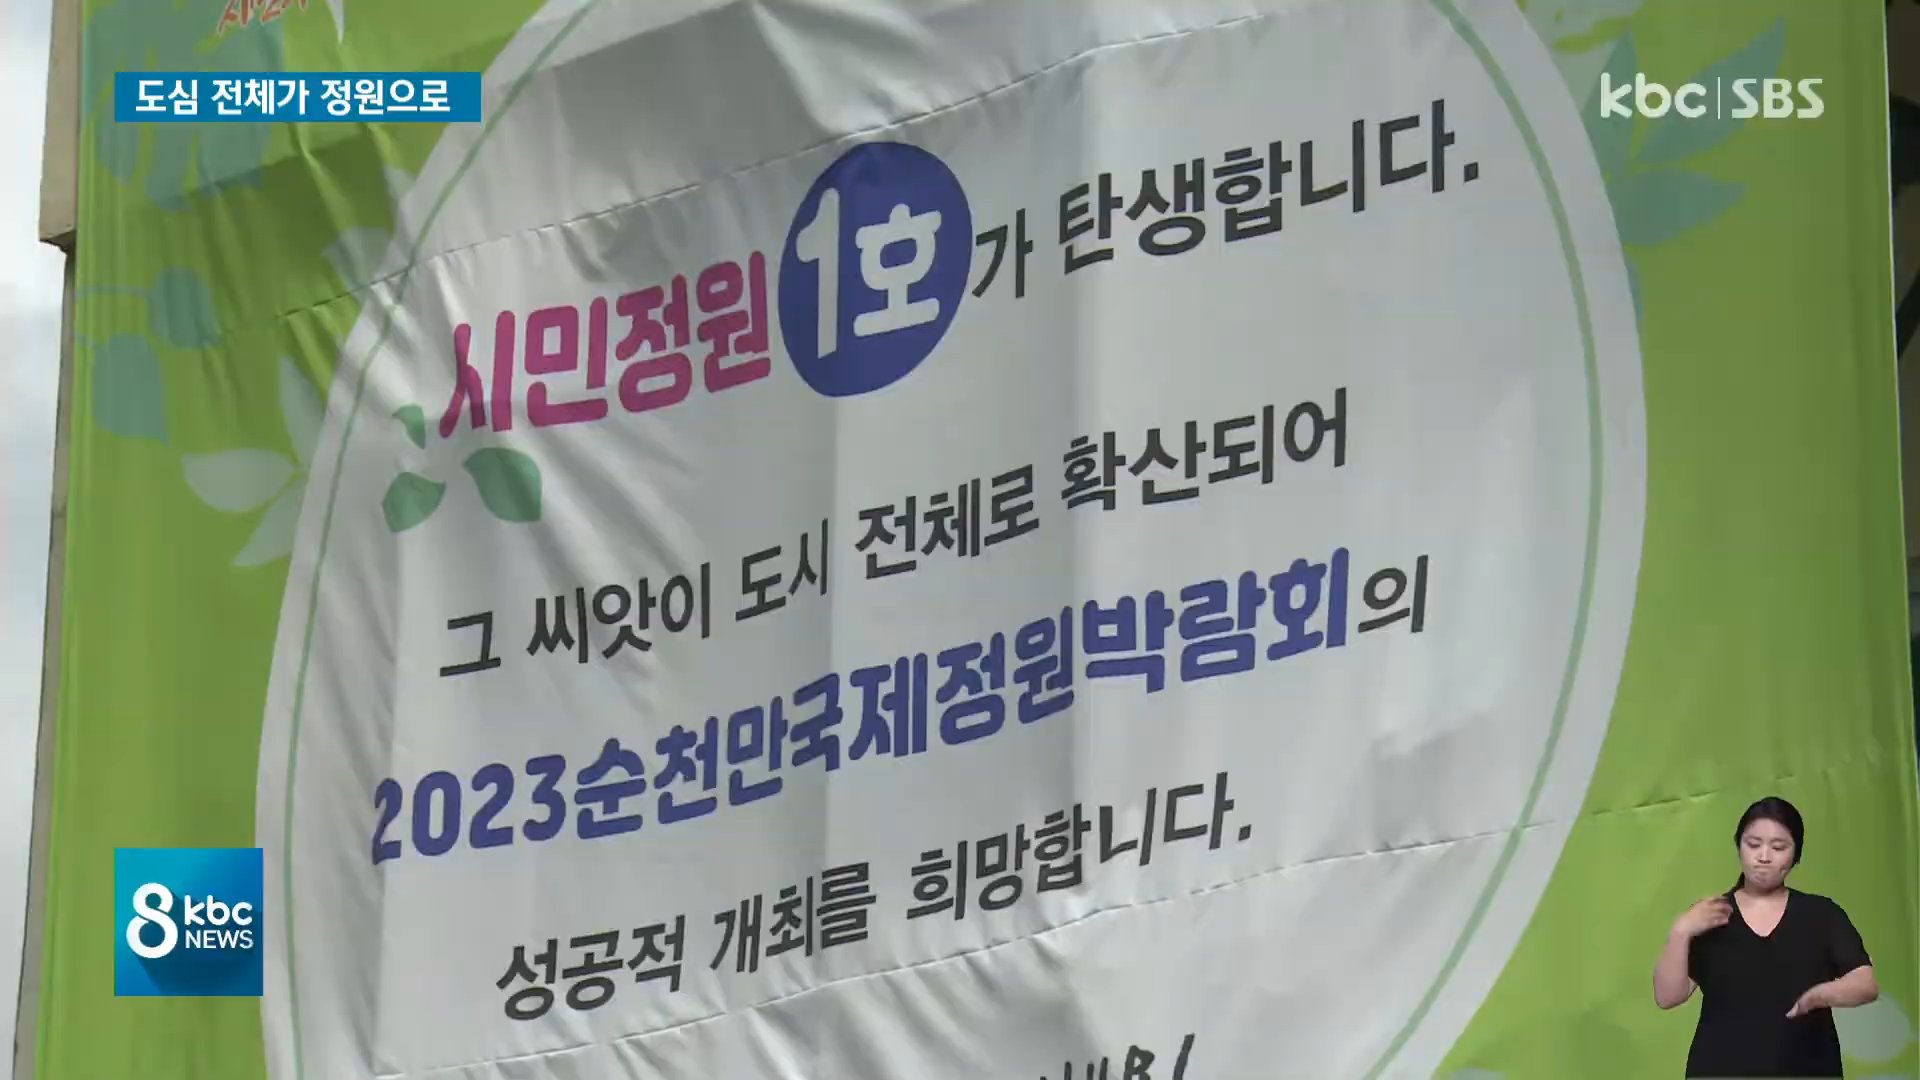 도심 전체가 정원으로
kbc SBS
시민정원 1호가 탄생합니다.
그 씨앗이 도시 전체로 확산되어
2023순천만국제정원박람회의
성공적 개최를 희망합니다.
8 kbc
NEWS